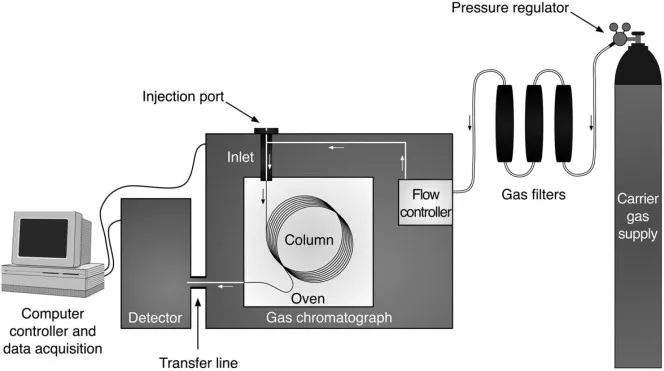 Pressure regulator
Injection port
Inlet
Flow
controller
Gas filters
Carrier
gas
supply
Column
Oven
Gas chromatograph
Detector
Computer
controller and
data acquisition
Transfer line